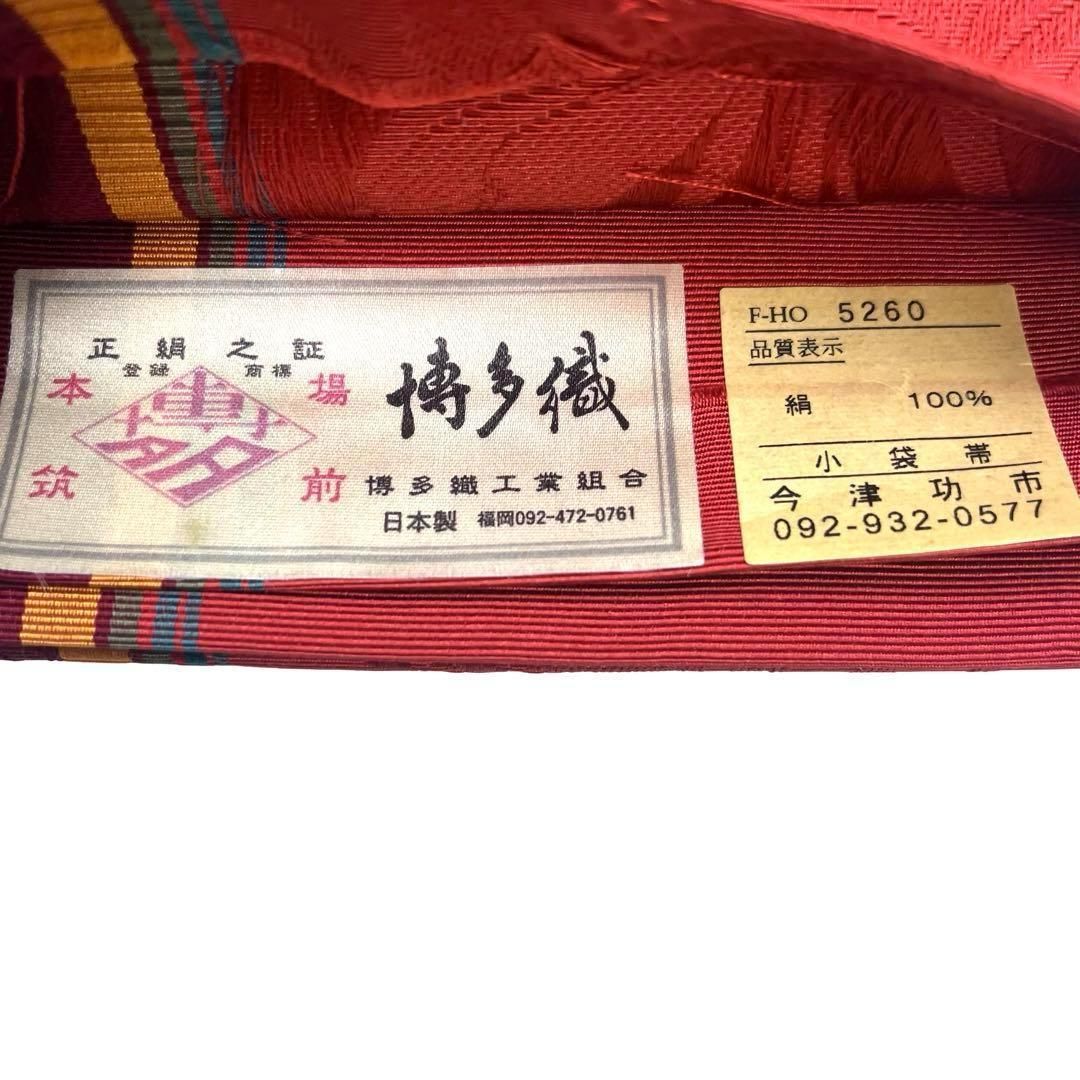 正絹之証
登録 商標
本 場
博多
筑 前
博多織
博多織工業組合
日本製 福岡092-472-0761
F-HO 5260
品質表示
絹 100%
小袋帯
今津功市
092-932-0577